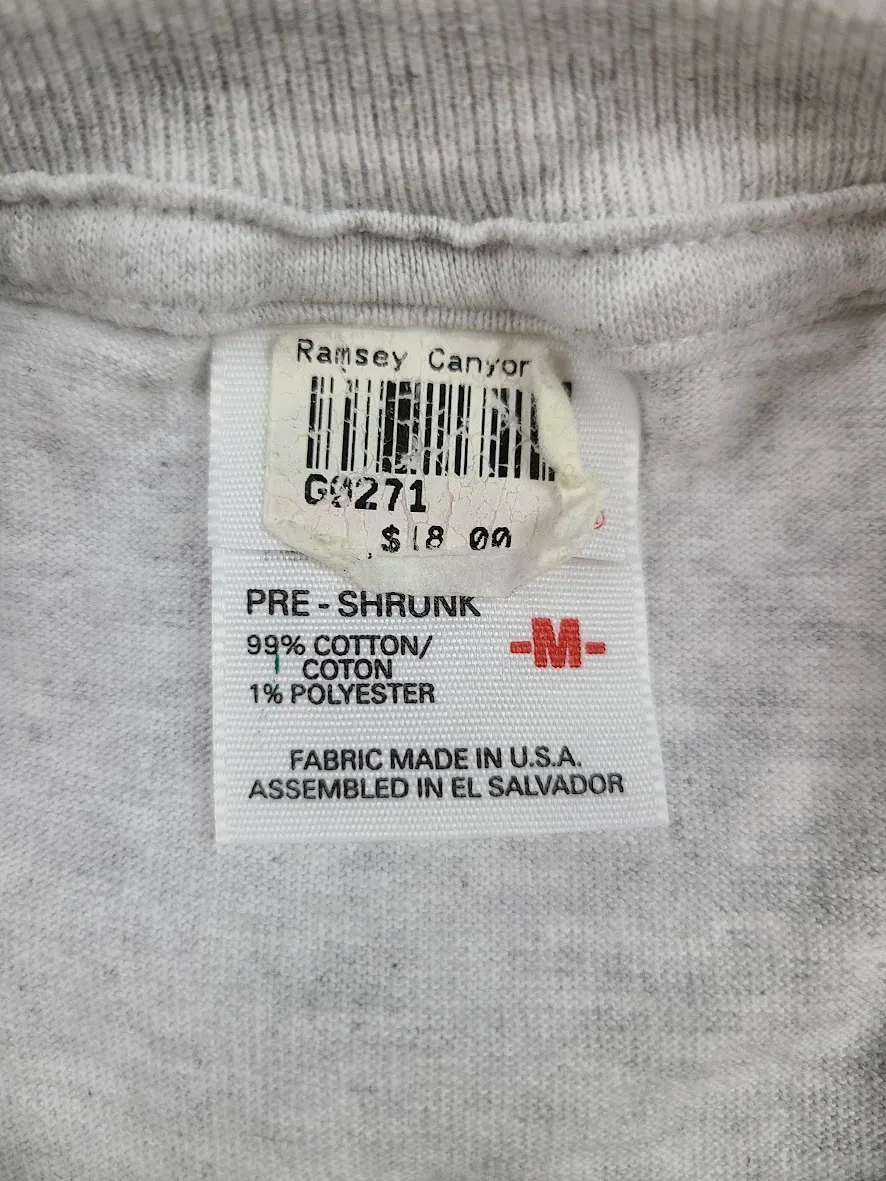 Ramsey Canyon
G0271
$18 00
®
PRE - SHRUNK
99% COTTON/
COTON
1% POLYESTER
-M-
FABRIC MADE IN U.S.A.
ASSEMBLED IN EL SALVADOR